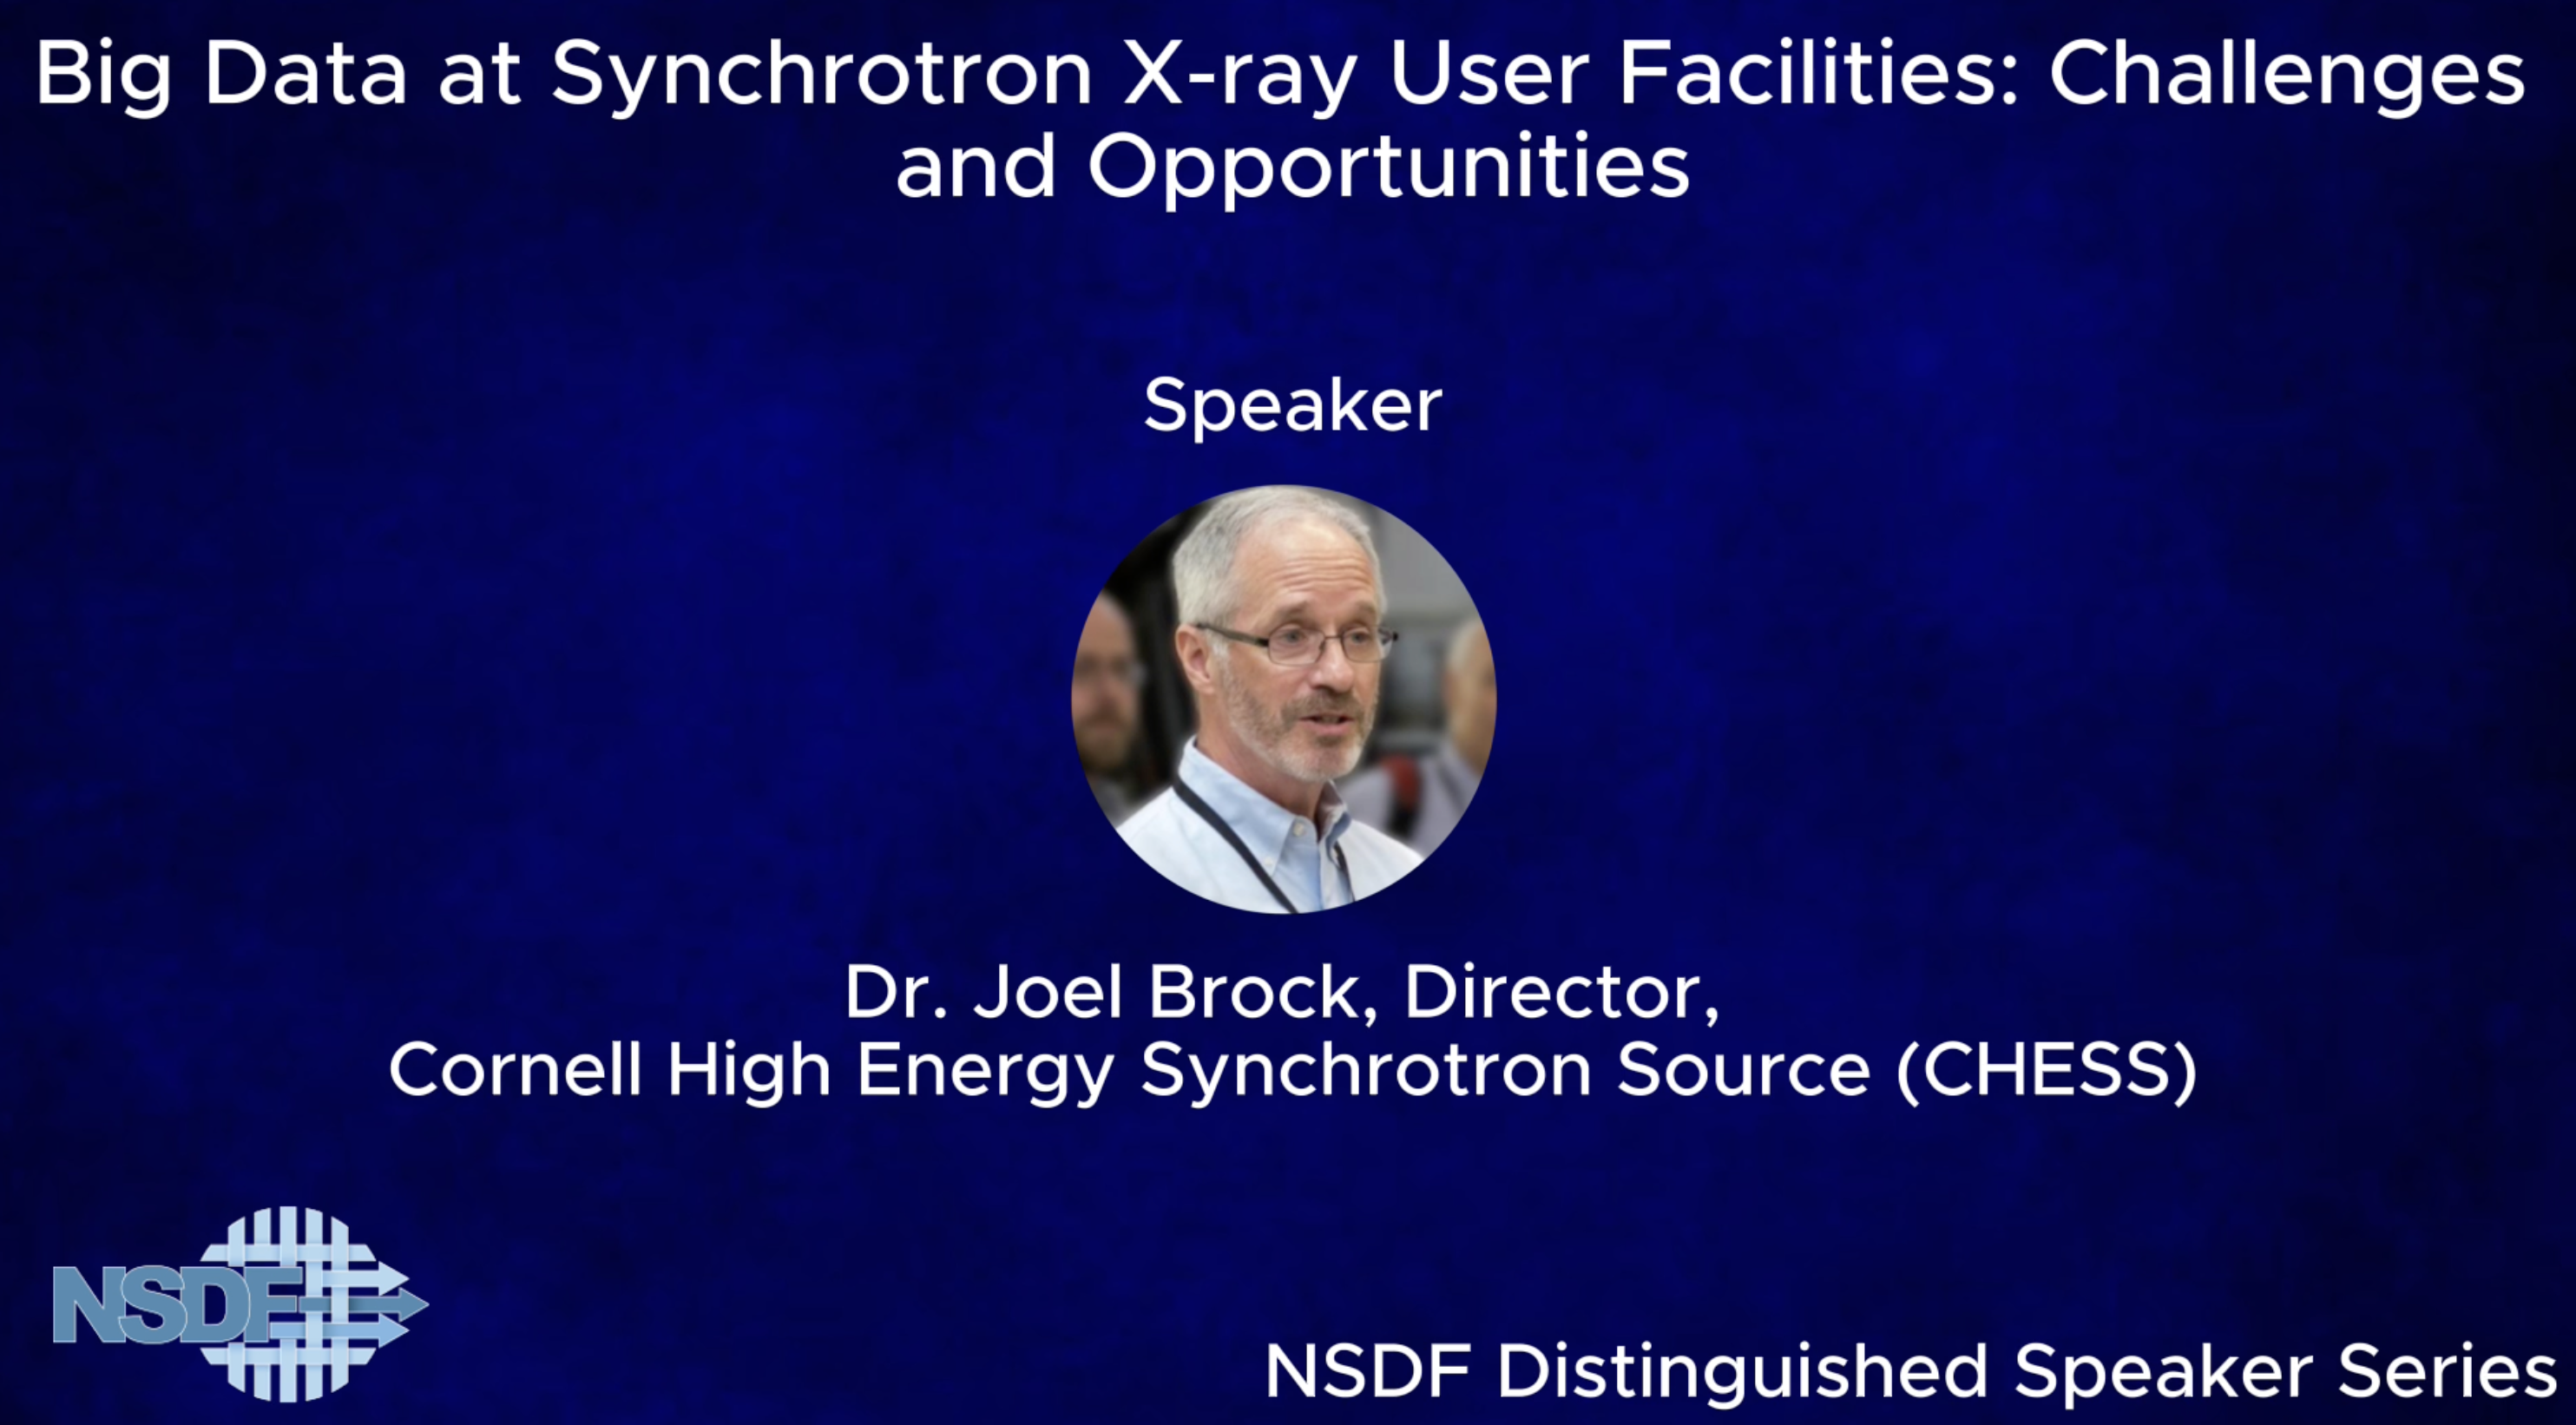 Big Data at Synchrotron X-ray User Facilities: Challenges
and Opportunities
Speaker
Dr. Joel Brock, Director,
Cornell High Energy Synchrotron Source (CHESS)
NSDF
NSDF Distinguished Speaker Series